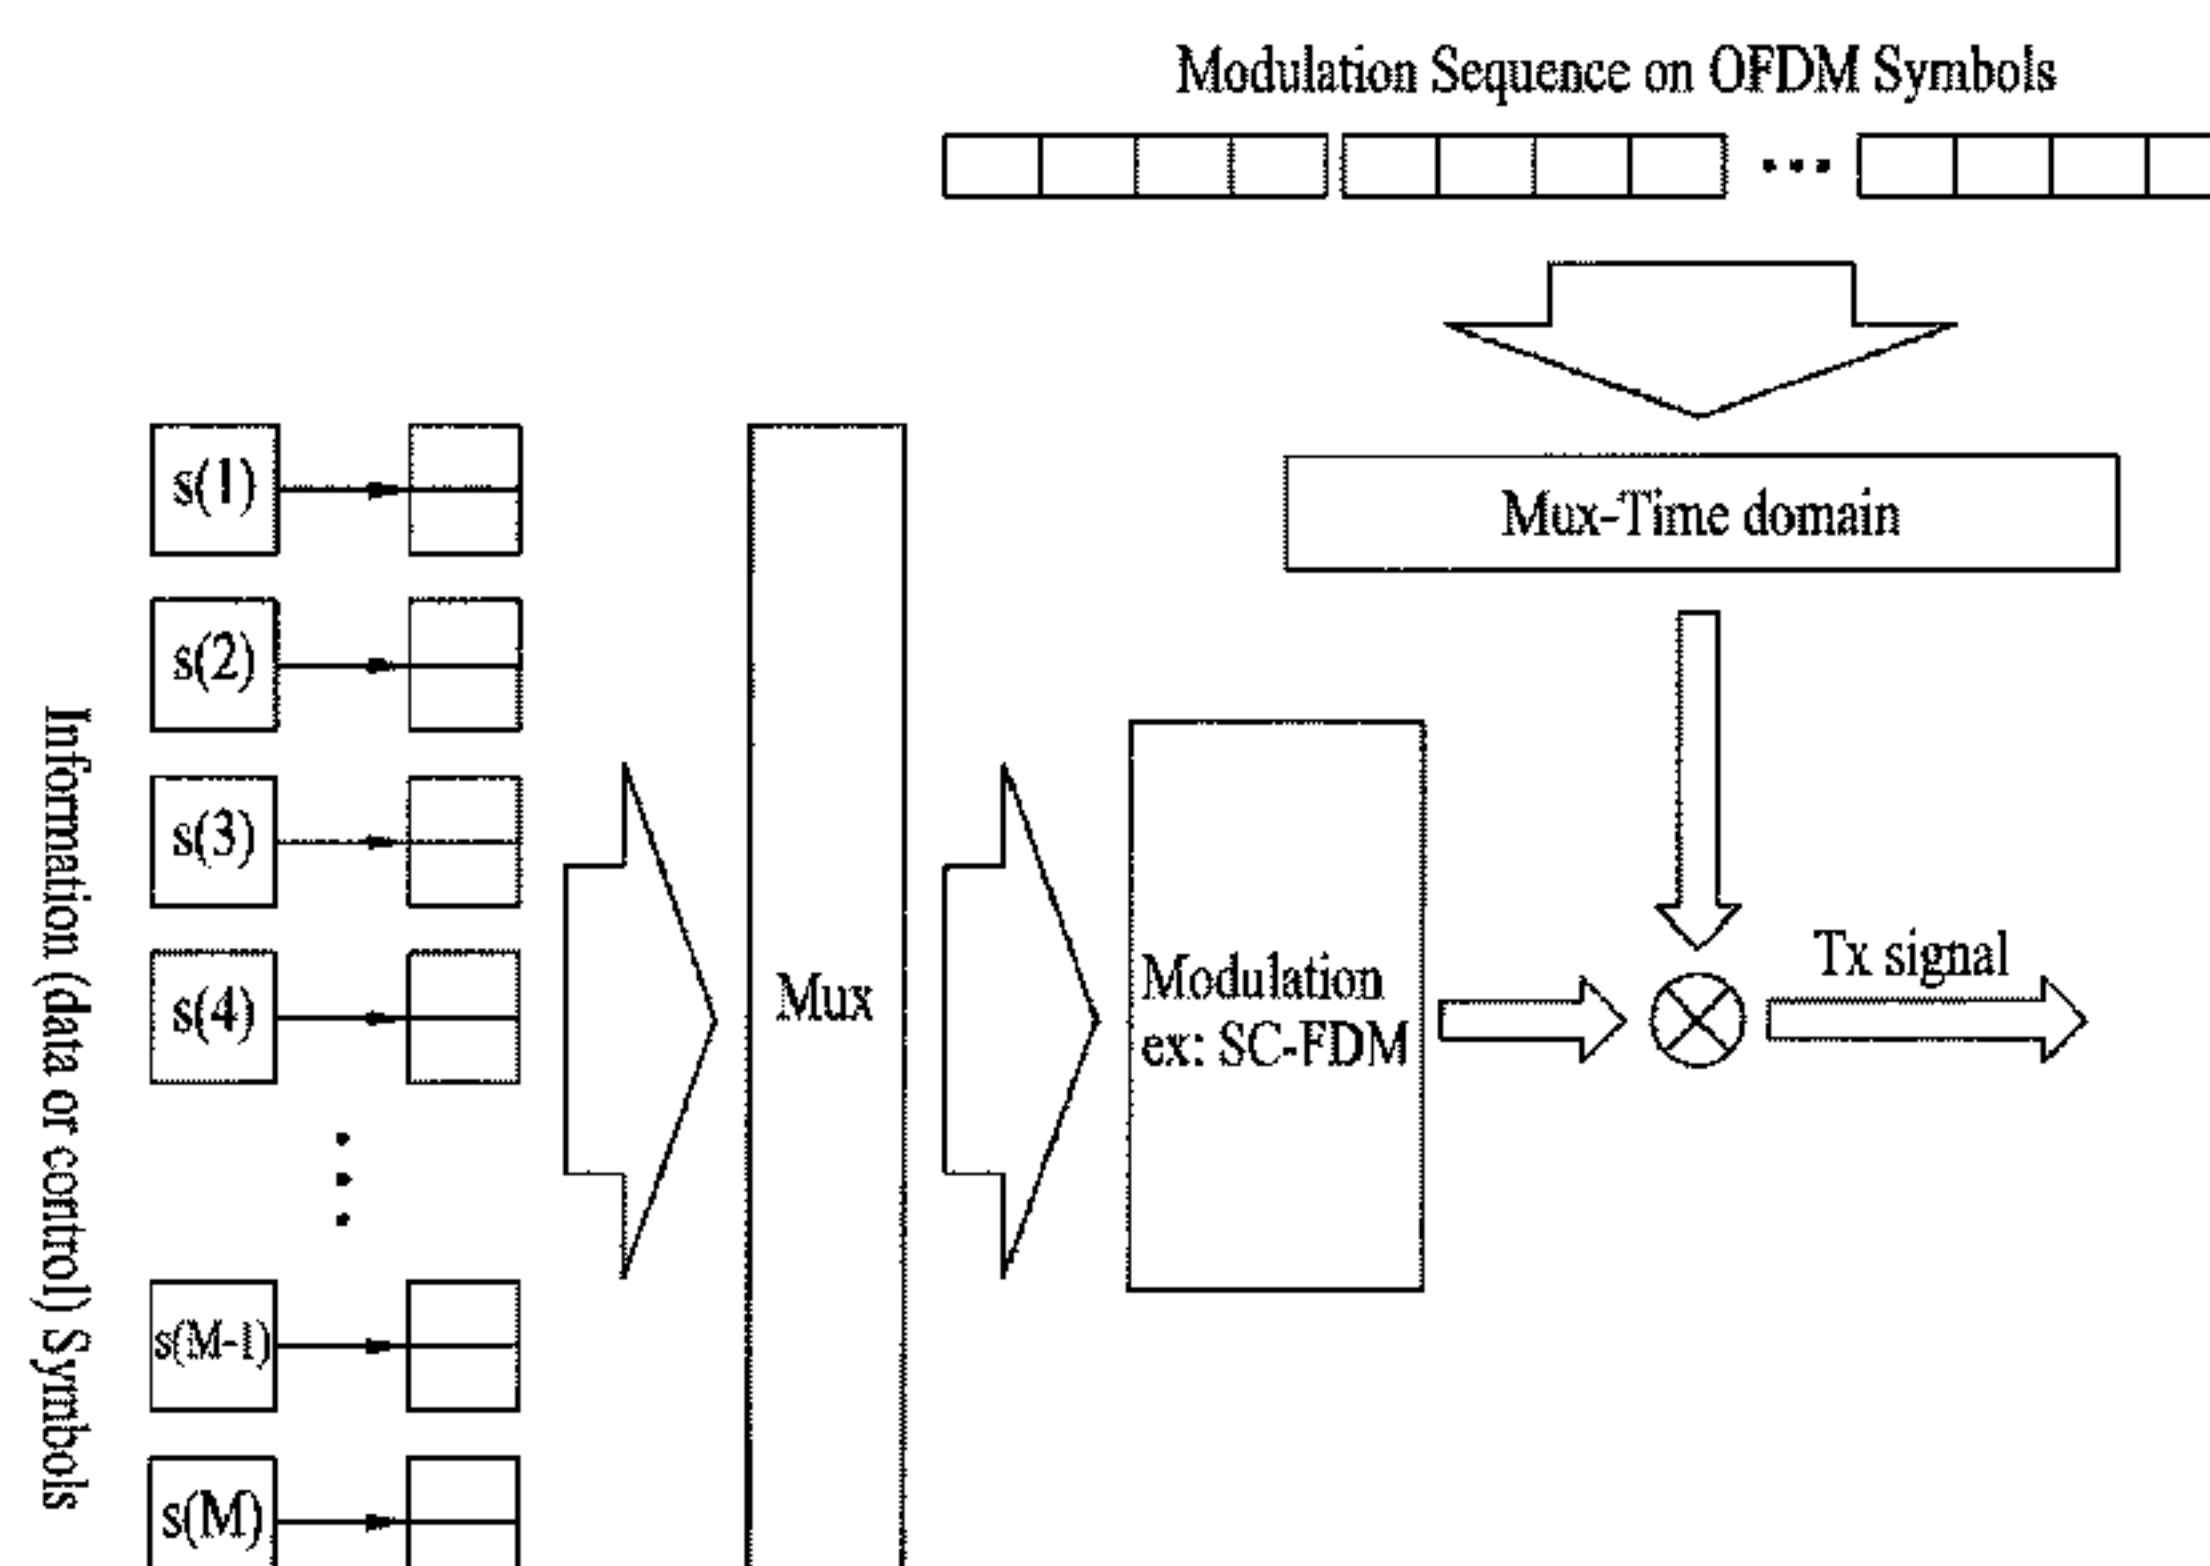 Modulation Sequence on OFDM Symbols
Mux-Time domain
s(1)
s(2)
s(3)
s(4)
s(M-1)
s(M)
Information (data or control) Symbols
Mux
Modulation
ex: SC-FDM
Tx signal